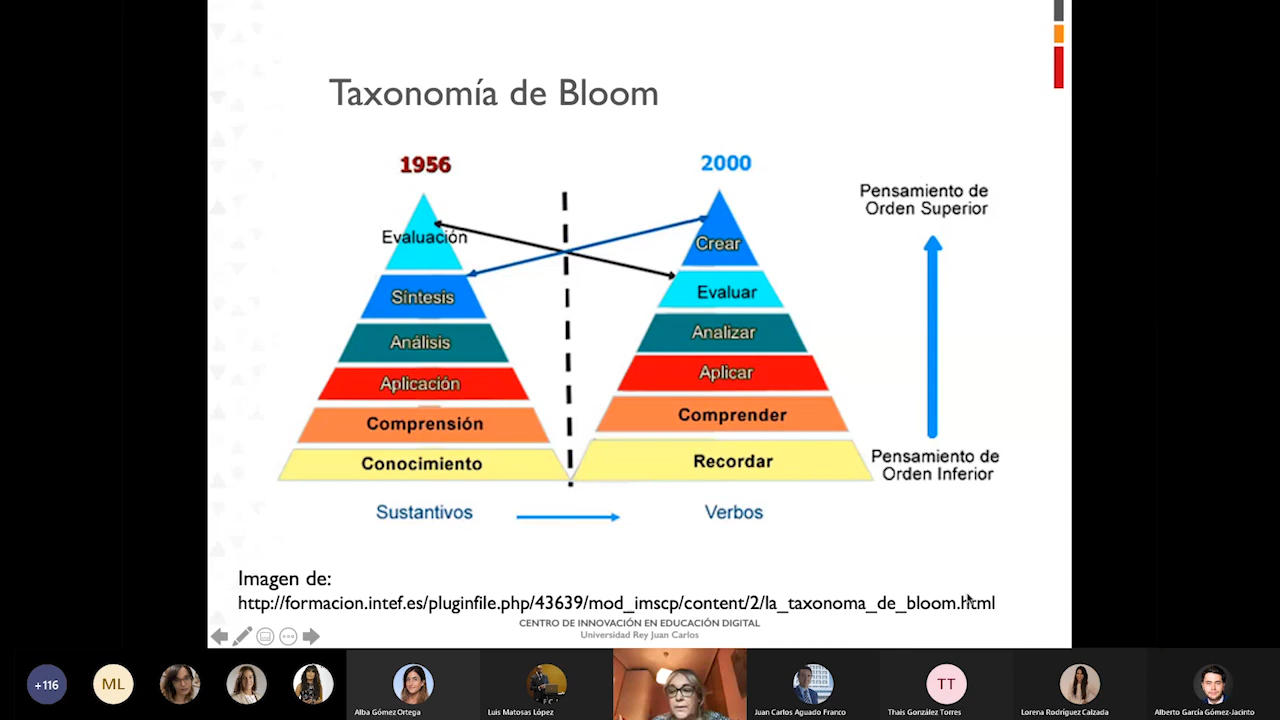 Taxonomía de Bloom
1956
2000
Evaluación
Síntesis
Análisis
Aplicación
Comprensión
Conocimiento
Crear
Evaluar
Analizar
Aplicar
Comprender
Recordar
Pensamiento de
Orden Superior
Pensamiento de
Orden Inferior
Sustantivos
Verbos
Imagen de:
http://formacion.intef.es/pluginfile.php/43639/mod_imscp/content/2/la_taxonoma_de_bloom.html
CENTRO DE INNOVACIÓN EN EDUCACIÓN DIGITAL
Universidad Rey Juan Carlos
+116
ML
Alba Gómez Ortega
Luis Matosas López
Juan Carlos Aguado Franco
TT
Thais González Torres
Lorena Rodríguez Calzada
Alberto García Gómez-Jacinto